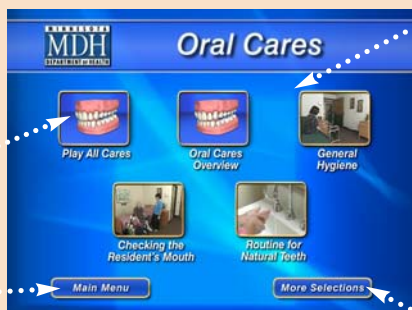 MINNESOTA
MDH
DEPARTMENT OF HEALTH
Oral Cares
Play All Cares
Oral Cares
Overview
General
Hygiene
Checking the
Resident's Mouth
Routine for
Natural Teeth
Main Menu
More Selections